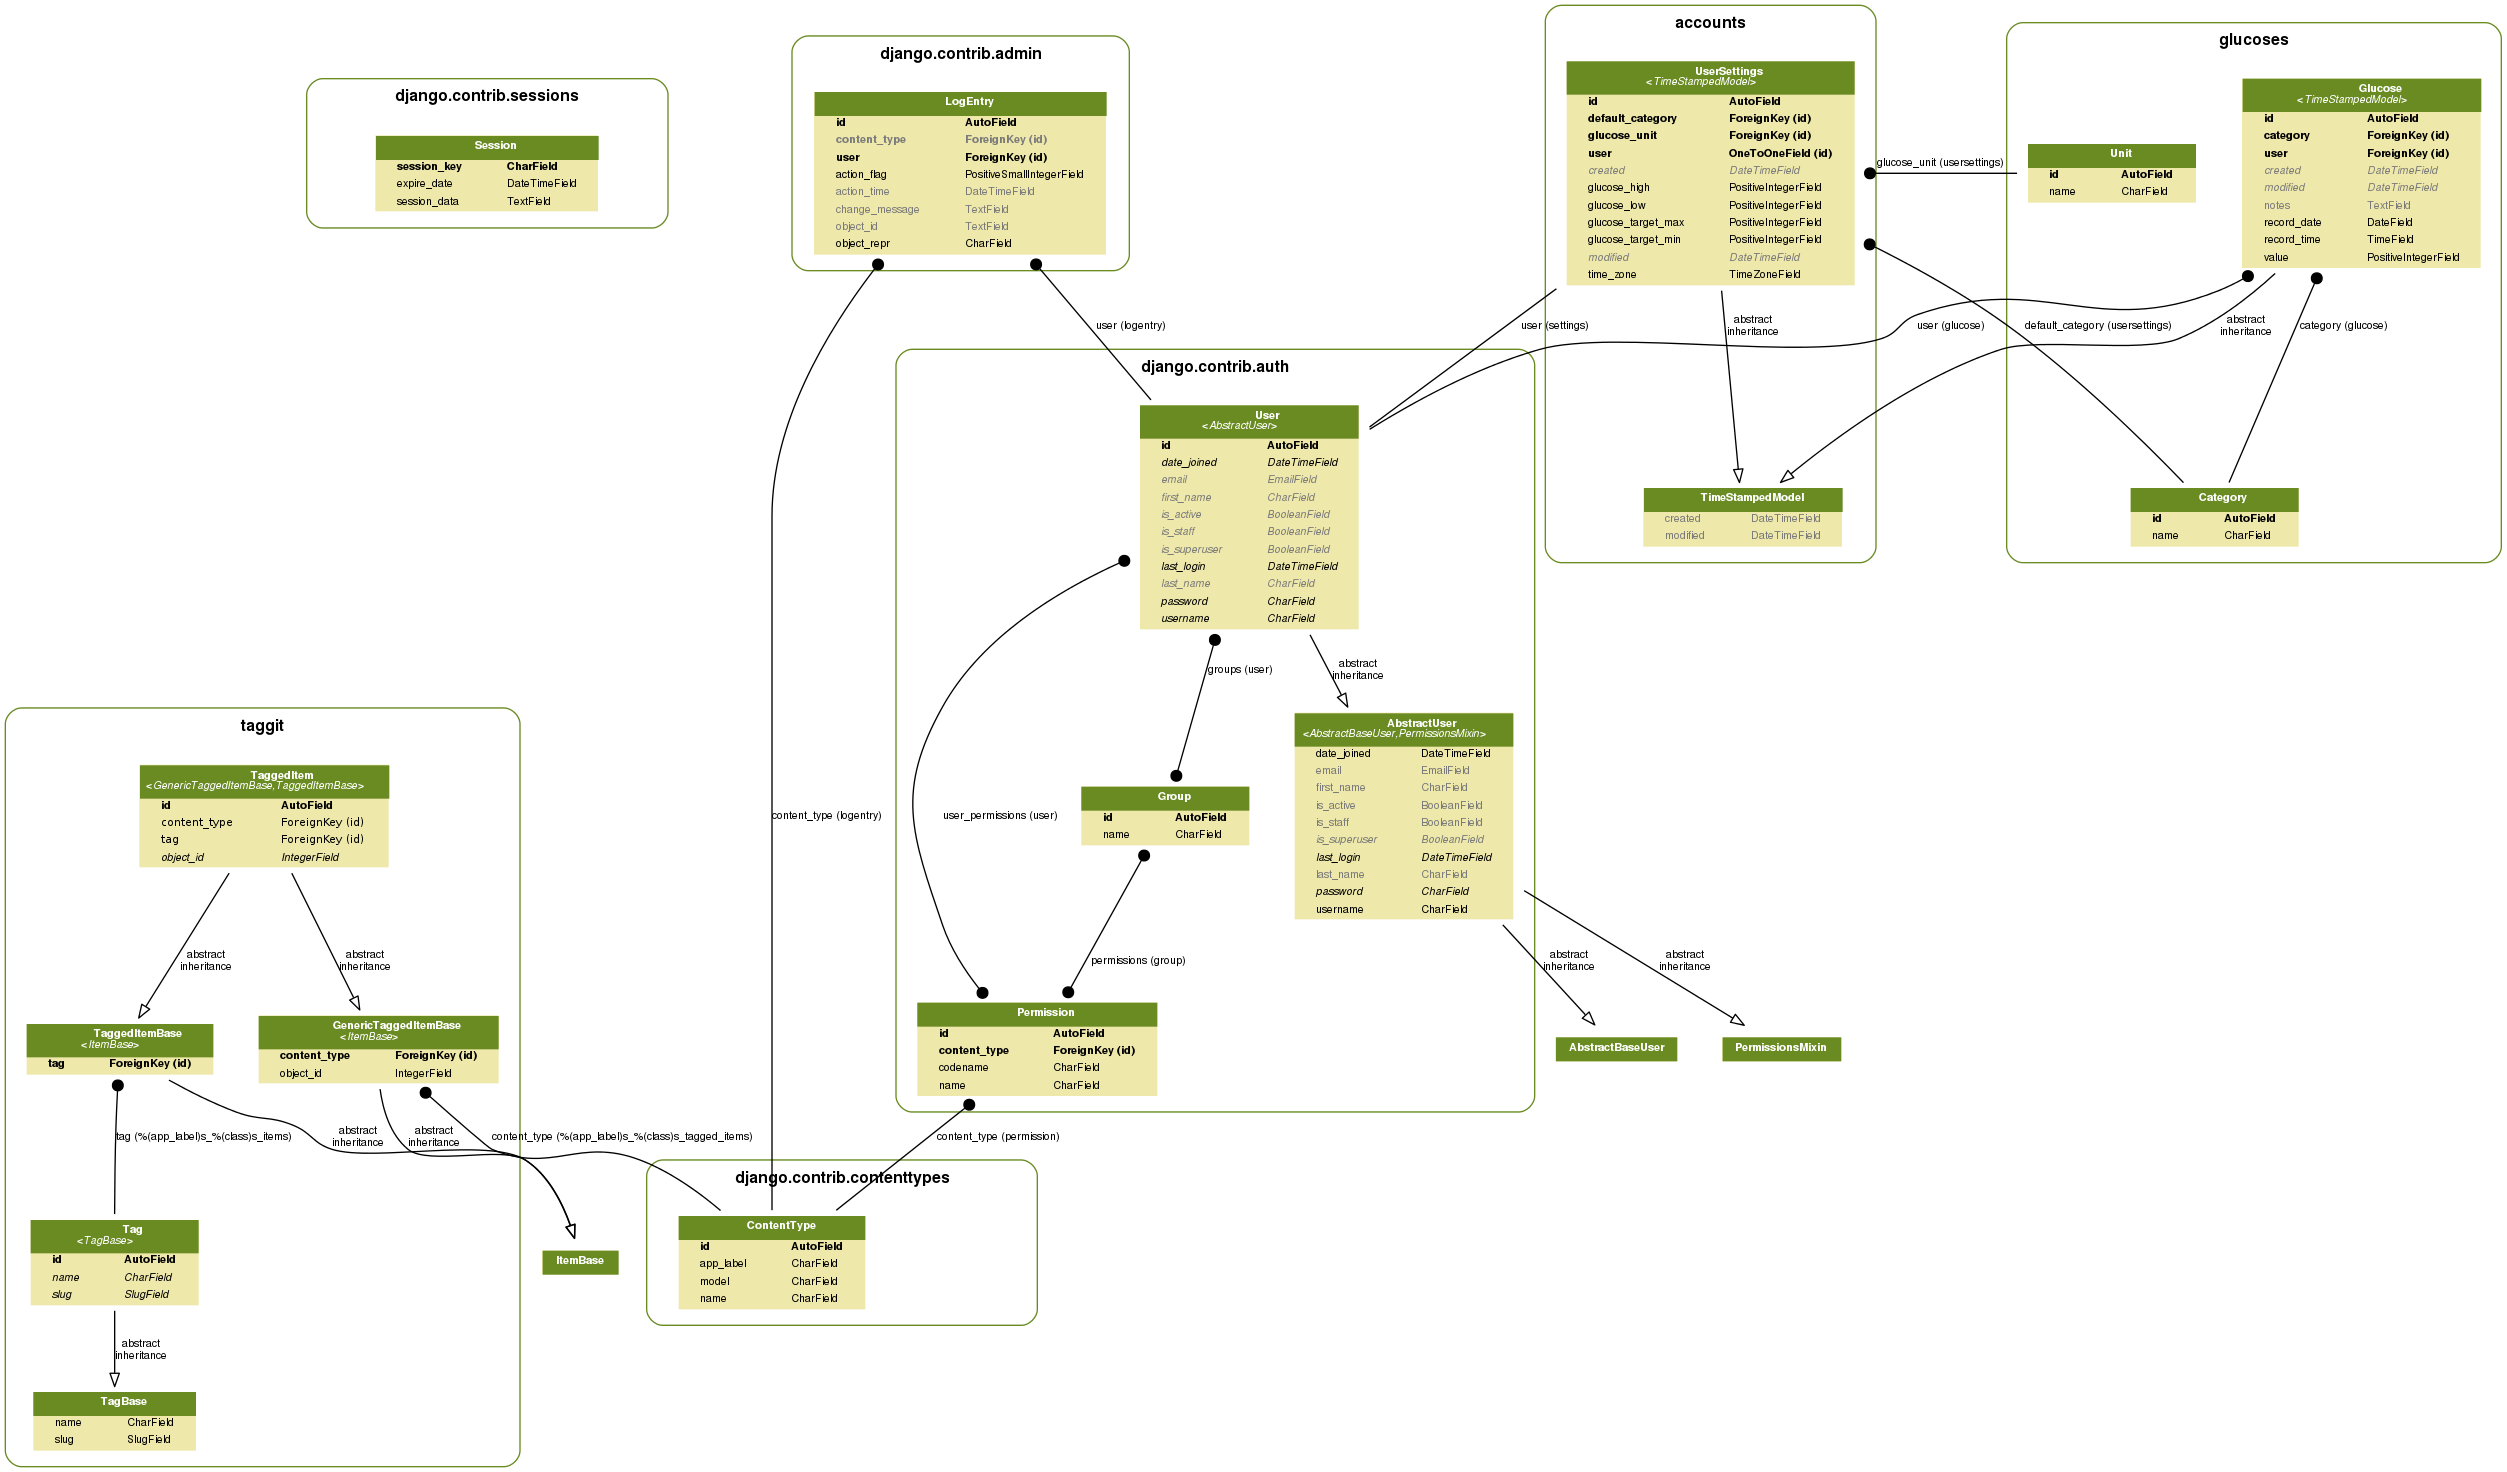 accounts
UserSettings
<TimeStampedModel>
id AutoField
default_category ForeignKey (id)
glucose_unit ForeignKey (id)
user OneToOneField (id)
created DateTimeField
glucose_high PositiveIntegerField
glucose_low PositiveIntegerField
glucose_target_max PositiveIntegerField
glucose_target_min PositiveIntegerField
modified DateTimeField
time_zone TimeZoneField
abstract
inheritance
TimeStampedModel
created DateTimeField
modified DateTimeField
glucoses
Glucose
<TimeStampedModel>
id AutoField
category ForeignKey (id)
user ForeignKey (id)
created DateTimeField
modified DateTimeField
notes TextField
record_date DateField
record_time TimeField
value PositiveIntegerField
Unit
id AutoField
name CharField
glucose_unit (usersettings)
user (settings)
user (glucose)
default_category (usersettings)
abstract
inheritance
category (glucose)
Category
id AutoField
name CharField
django.contrib.admin
LogEntry
id AutoField
content_type ForeignKey (id)
user ForeignKey (id)
action_flag PositiveSmallIntegerField
action_time DateTimeField
change_message TextField
object_id TextField
object_repr CharField
user (logentry)
content_type (logentry)
django.contrib.sessions
Session
session_key CharField
expire_date DateTimeField
session_data TextField
django.contrib.auth
User
<AbstractUser>
id AutoField
date_joined DateTimeField
email EmailField
first_name CharField
is_active BooleanField
is_staff BooleanField
is_superuser BooleanField
last_login DateTimeField
last_name CharField
password CharField
username CharField
groups (user)
abstract
inheritance
user_permissions (user)
Group
id AutoField
name CharField
AbstractUser
<AbstractBaseUser,PermissionsMixin>
date_joined DateTimeField
email EmailField
first_name CharField
is_active BooleanField
is_staff BooleanField
is_superuser BooleanField
last_login DateTimeField
last_name CharField
password CharField
username CharField
permissions (group)
abstract
inheritance
abstract
inheritance
Permission
id AutoField
content_type ForeignKey (id)
codename CharField
name CharField
AbstractBaseUser
PermissionsMixin
content_type (permission)
taggit
TaggedItem
<GenericTaggedItemBase,TaggedItemBase>
id AutoField
content_type ForeignKey (id)
tag ForeignKey (id)
object_id IntegerField
abstract
inheritance
abstract
inheritance
TaggedItemBase
<ItemBase>
tag ForeignKey (id)
GenericTaggedItemBase
<ItemBase>
content_type ForeignKey (id)
object_id IntegerField
tag (%(app_label)s_%(class)s_items)
abstract
inheritance
abstract
inheritance
content_type (%(app_label)s_%(class)s_tagged_items)
Tag
<TagBase>
id AutoField
name CharField
slug SlugField
abstract
inheritance
TagBase
name CharField
slug SlugField
ItemBase
django.contrib.contenttypes
ContentType
id AutoField
app_label CharField
model CharField
name CharField